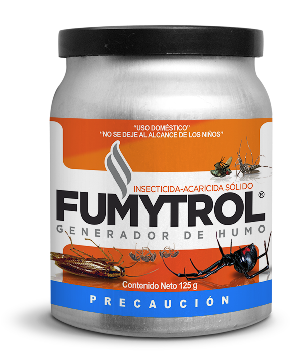 "USO DOMÉSTICO"
"NO SE DEJE AL ALCANCE DE LOS NIÑOS"
INSECTICIDA-ACARICIDA SÓLIDO
FUMYTROL®
GENERADOR DE HUMO
Contenido Neto 125 g
PRECAUCIÓN